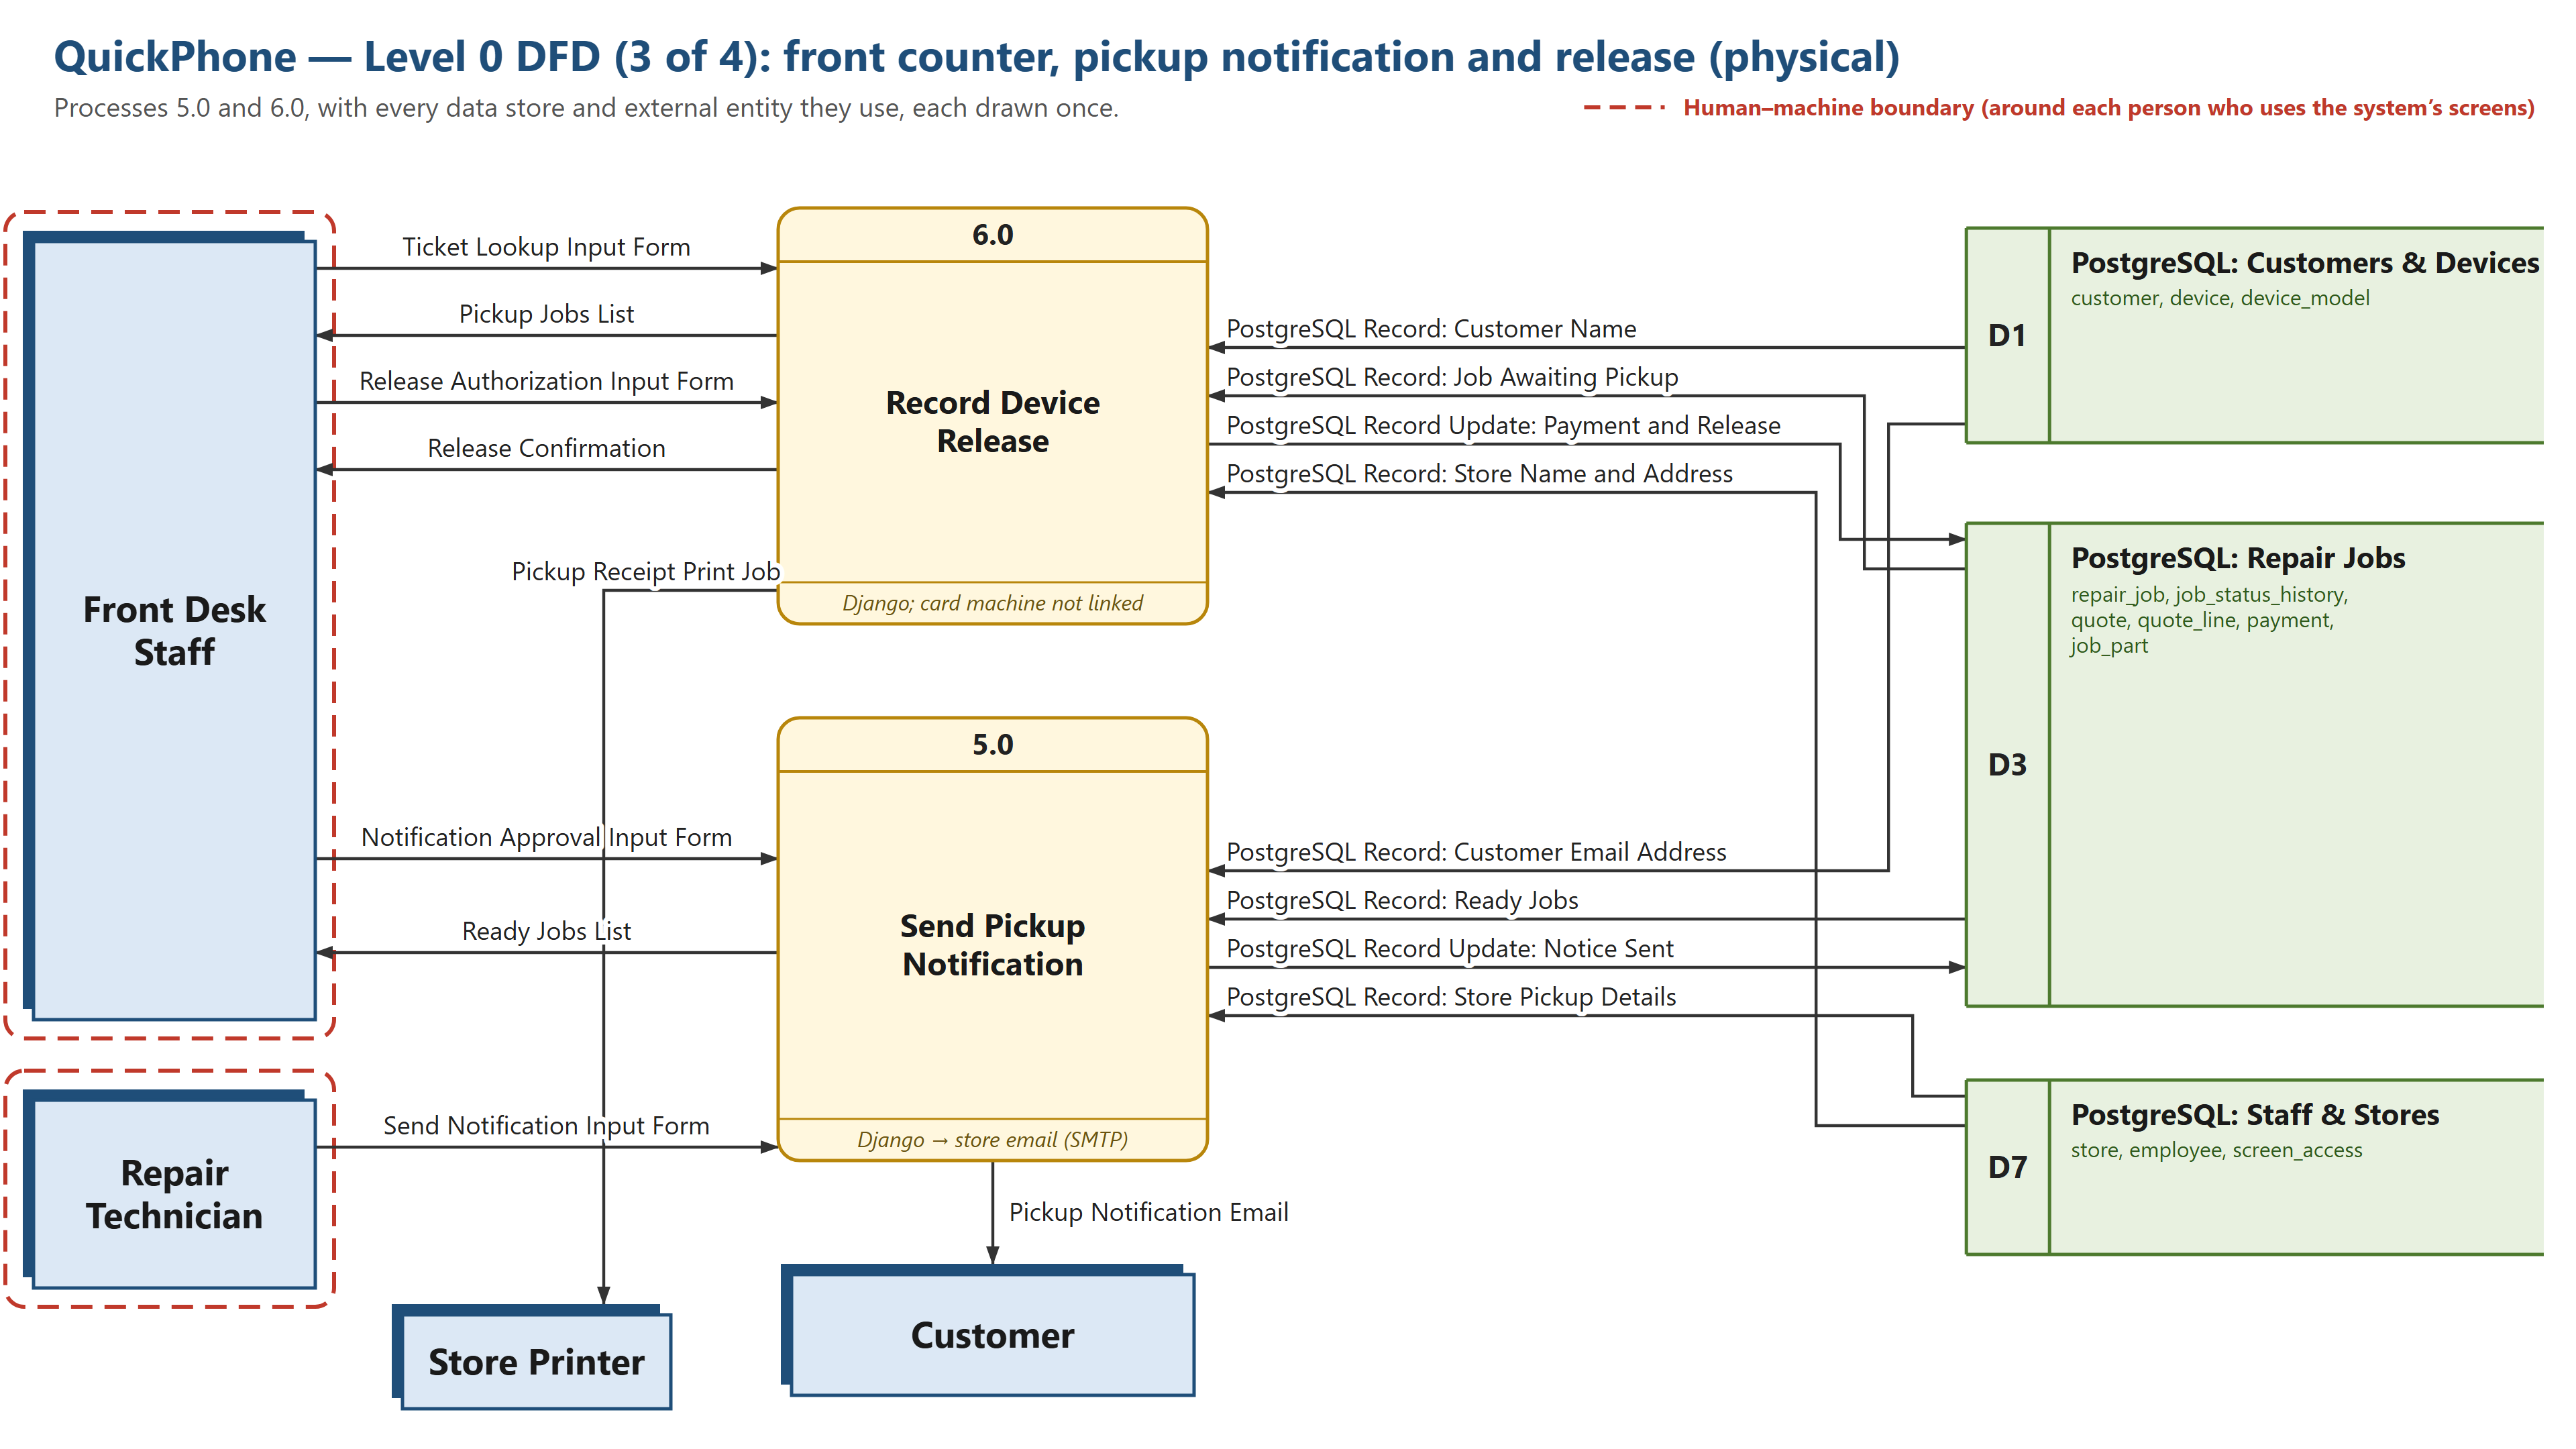 QuickPhone — Level 0 DFD (3 of 4): front counter, pickup notification and release (physical)
Processes 5.0 and 6.0, with every data store and external entity they use, each drawn once.
Human–machine boundary (around each person who uses the system’s screens)
Front Desk
Staff
Ticket Lookup Input Form
Pickup Jobs List
Release Authorization Input Form
Release Confirmation
Pickup Receipt Print Job
6.0
Record Device
Release
Django; card machine not linked
PostgreSQL Record: Customer Name
PostgreSQL Record: Job Awaiting Pickup
PostgreSQL Record Update: Payment and Release
PostgreSQL Record: Store Name and Address
D1
PostgreSQL: Customers & Devices
customer, device, device_model
D3
PostgreSQL: Repair Jobs
repair_job, job_status_history,
quote, quote_line, payment,
job_part
Notification Approval Input Form
Ready Jobs List
5.0
Send Pickup
Notification
Django → store email (SMTP)
PostgreSQL Record: Customer Email Address
PostgreSQL Record: Ready Jobs
PostgreSQL Record Update: Notice Sent
PostgreSQL Record: Store Pickup Details
D7
PostgreSQL: Staff & Stores
store, employee, screen_access
Repair
Technician
Send Notification Input Form
Pickup Notification Email
Store Printer
Customer